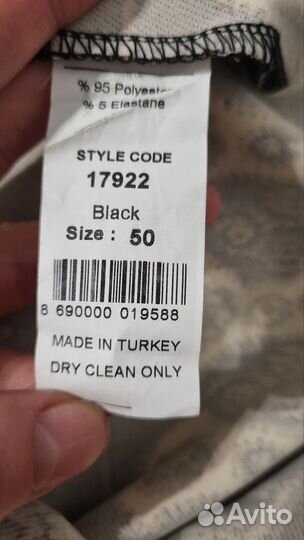 % 95 Polyester
% 5 Elastane
STYLE CODE
17922
Black
Size : 50
8 690000 019588
MADE IN TURKEY
DRY CLEAN ONLY
Avito